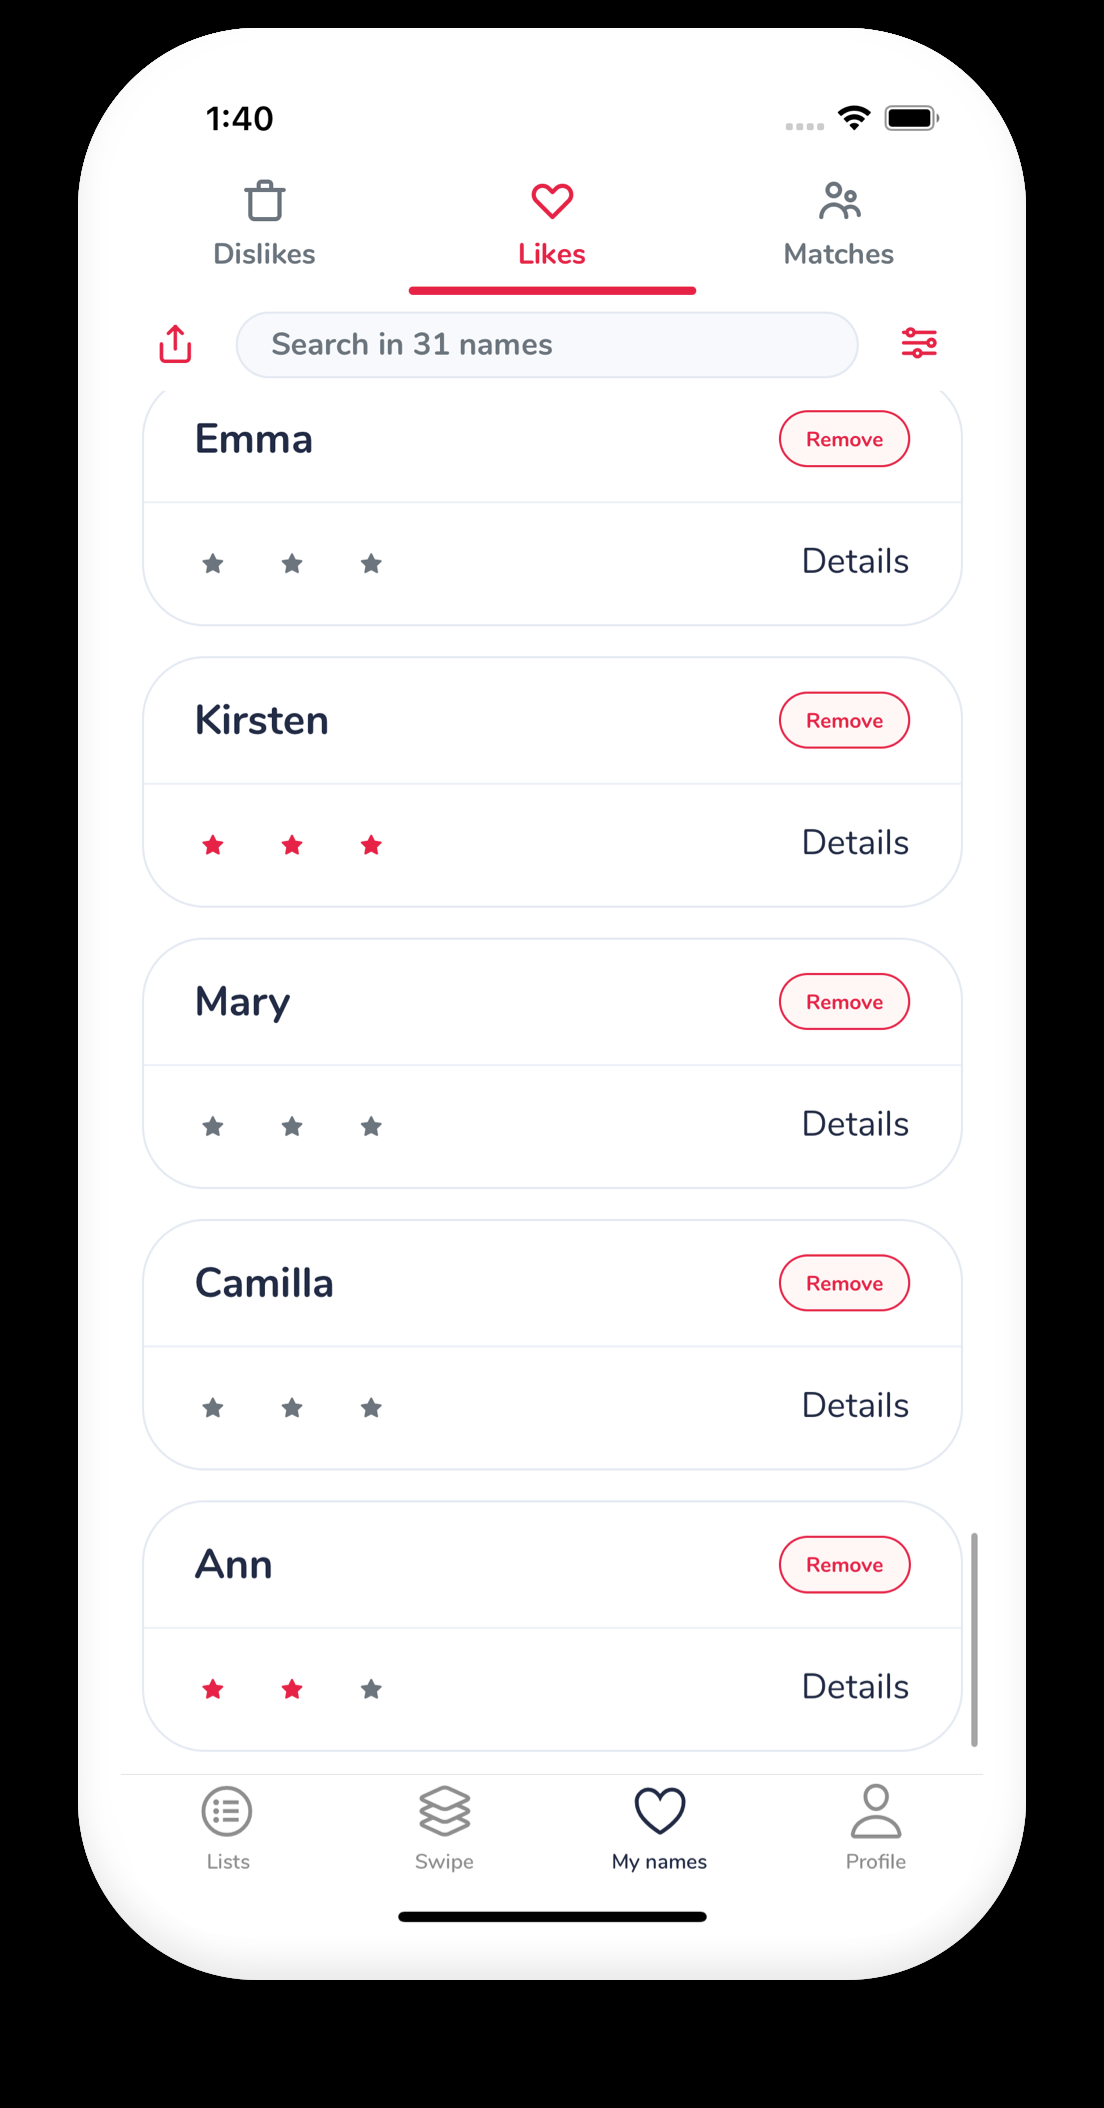 1:40
Dislikes
Likes
Matches
Search in 31 names
Emma
Remove
Details
Kirsten
Remove
Details
Mary
Remove
Details
Camilla
Remove
Details
Ann
Remove
Details
Lists
Swipe
My names
Profile